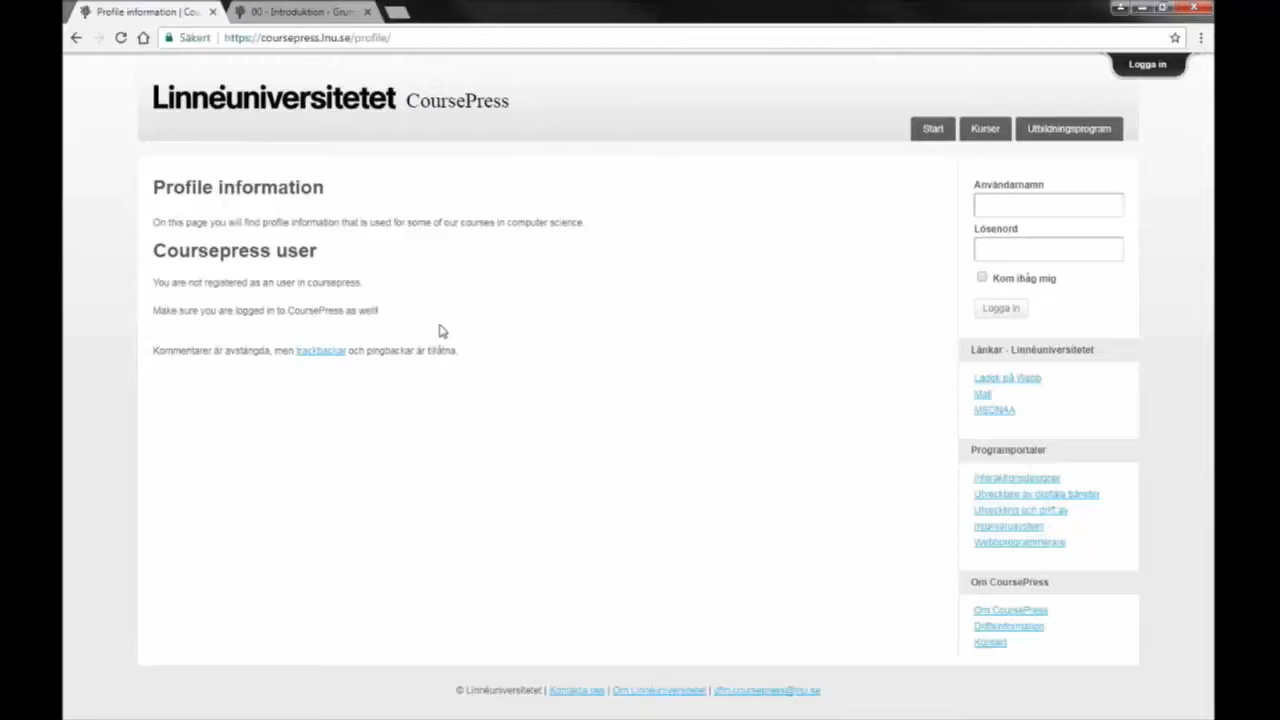 Profile information | Cou
00 - Introduktion - Grun
Säkert
https://coursepress.lnu.se/profile/
Logga in
Linnéuniversitetet CoursePress
Start
Kurser
Utbildningsprogram
Profile information
On this page you will find profile information that is used for some of our courses in computer science.
Coursepress user
You are not registered as an user in coursepress.
Make sure you are logged in to CoursePress as well!
Kommentarer är avstängda, men trackbackar och pingbackar är tillåtna.
Användarnamn
Lösenord
Kom ihåg mig
Logga in
Länkar - Linnéuniversitetet
Ladok på Webb
Mail
MSDNAA
Programportaler
Interaktionsdesigner
Utvecklare av digitala tjänster
Utveckling och drift av
mjukvarusystem
Webbprogrammerare
Om CoursePress
Om CoursePress
Driftsinformation
Kontakt
© Linnéuniversitetet | Kontakta oss | Om Linnéuniversitetet | dfm.coursepress@lnu.se